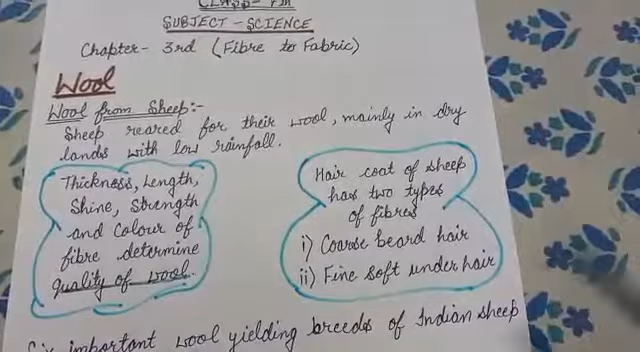 CLASS-
SUBJECT - SCIENCE
Chapter- 3rd (Fibre to Fabric)
Wool
Wool from Sheep:-
Sheep reared for their wool, mainly in dry
lands with low rainfall.
Thickness, Length,
Shine, Strength
and Colour of
fibre determine
quality of wool.
Hair coat of sheep
has two types
of fibres
i) Coarse beard hair
ii) Fine soft under hair
important wool yielding breeds of Indian sheep